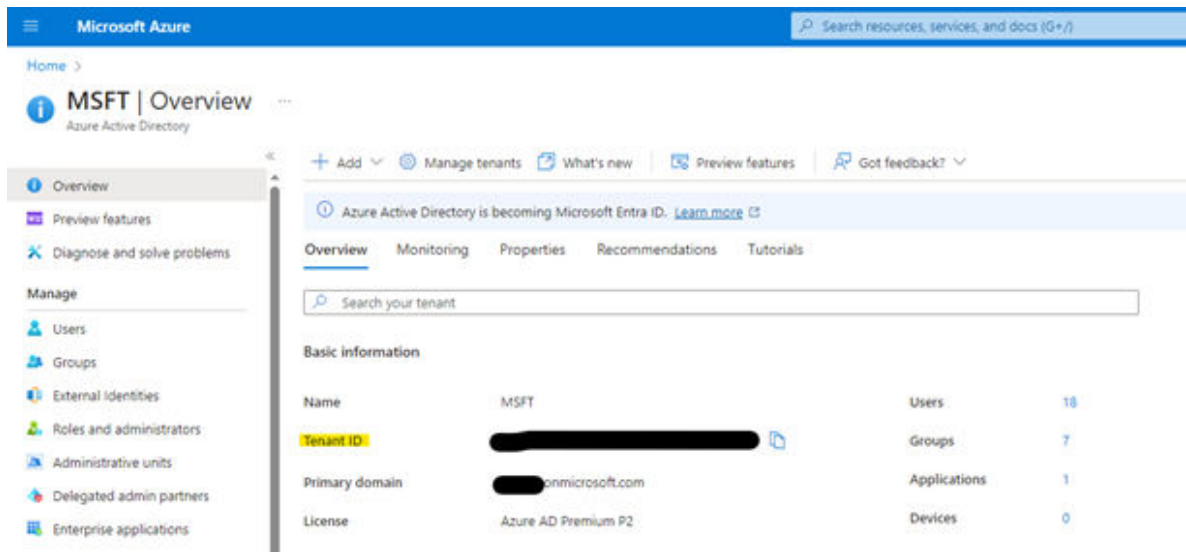 Microsoft Azure
Search resources, services, and docs (G+/)
Home >
MSFT | Overview ...
Azure Active Directory
Overview
Preview features
Diagnose and solve problems
Manage
Users
Groups
External Identities
Roles and administrators
Administrative units
Delegated admin partners
Enterprise applications
Add Manage tenants What's new Preview features Got feedback?
Azure Active Directory is becoming Microsoft Entra ID. Learn more
Overview Monitoring Properties Recommendations Tutorials
Search your tenant
Basic information
Name MSFT Users 18
Tenant ID Groups 7
Primary domain onmicrosoft.com Applications 1
License Azure AD Premium P2 Devices 0